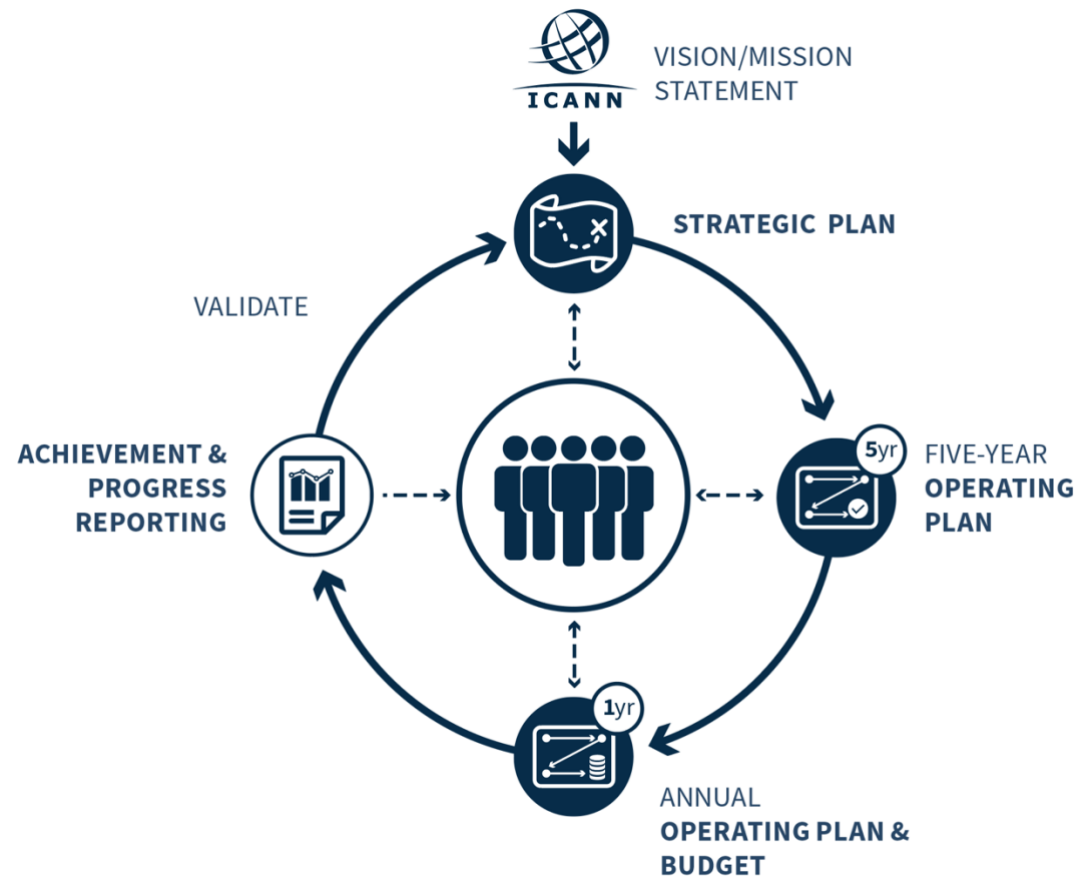 ICANN
VISION/MISSION
STATEMENT
STRATEGIC PLAN
VALIDATE
ACHIEVEMENT &
PROGRESS
REPORTING
5yr
FIVE-YEAR
OPERATING
PLAN
1yr
ANNUAL
OPERATING PLAN &
BUDGET